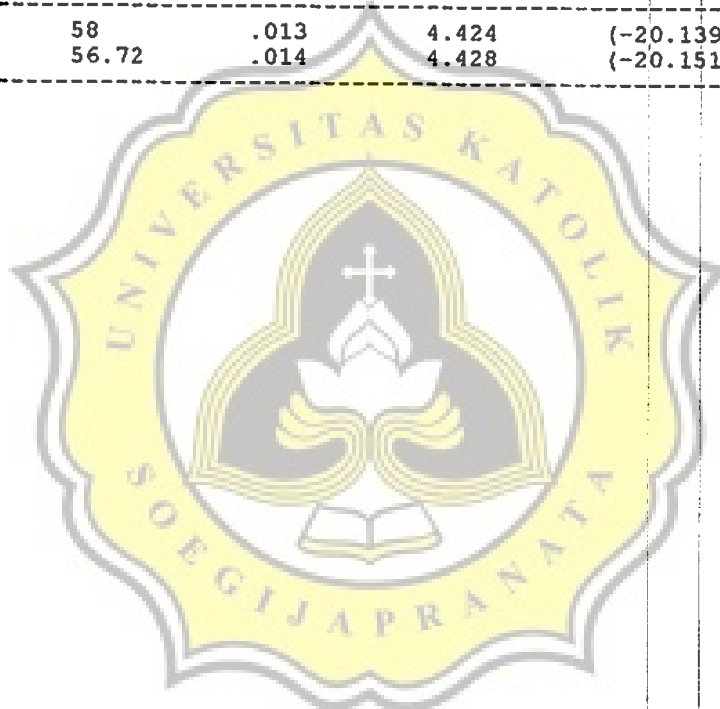 58 .013 4.424 (-20.139
56.72 .014 4.428 (-20.151
UNIVERSITAS KATOLIK
SOEGIJAPRANATA